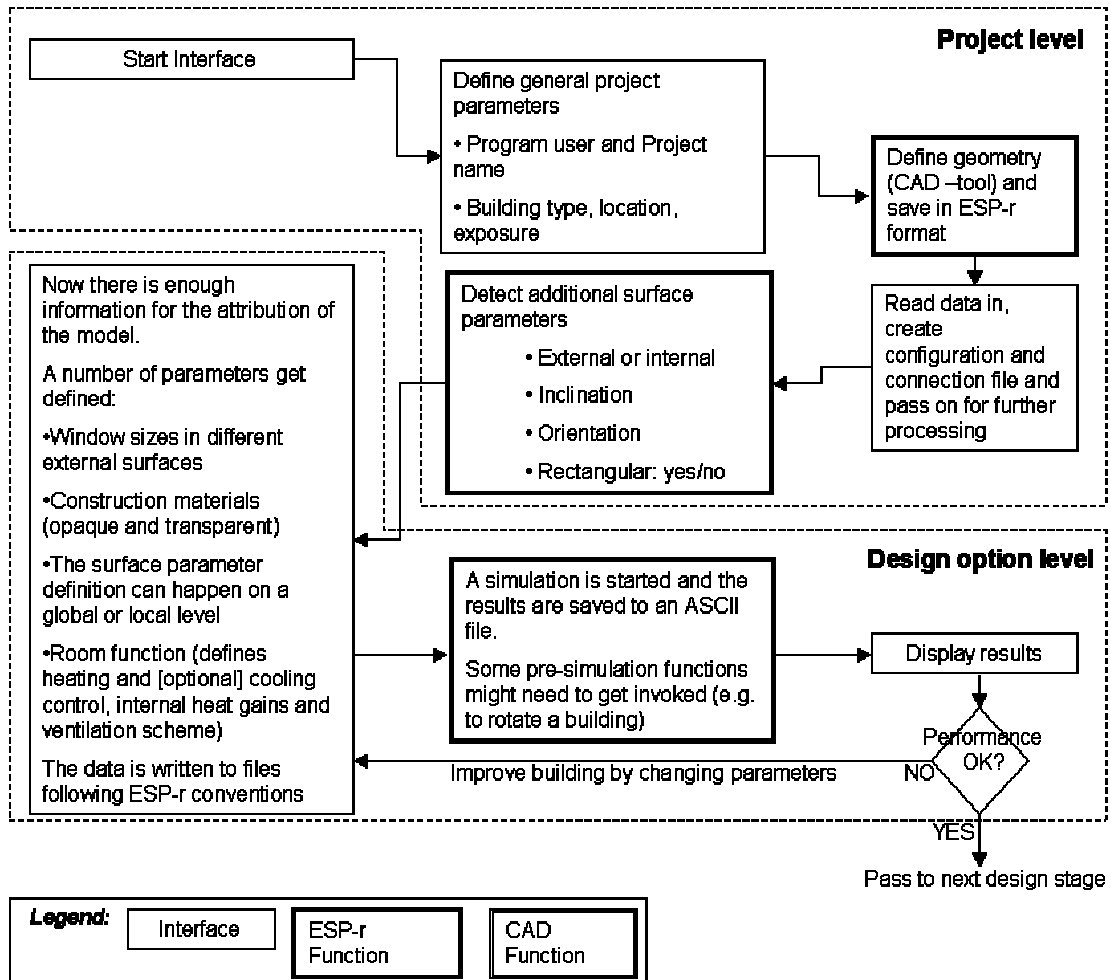 Project level
Start Interface
Define general project
parameters
• Program user and Project
name
• Building type, location,
exposure
Define geometry
(CAD –tool) and
save in ESP-r
format
Read data in,
create
configuration and
connection file and
pass on for further
processing
Detect additional surface
parameters
• External or internal
• Inclination
• Orientation
• Rectangular: yes/no
Now there is enough
information for the attribution of
the model.
A number of parameters get
defined:
•Window sizes in different
external surfaces
•Construction materials
(opaque and transparent)
•The surface parameter
definition can happen on a
global or local level
•Room function (defines
heating and [optional] cooling
control, internal heat gains and
ventilation scheme)
The data is written to files
following ESP-r conventions
Design option level
A simulation is started and the
results are saved to an ASCII
file.
Some pre-simulation functions
might need to get invoked (e.g.
to rotate a building)
Display results
Performance
OK?
NO
Improve building by changing parameters
YES
Pass to next design stage
Legend:
Interface
ESP-r
Function
CAD
Function